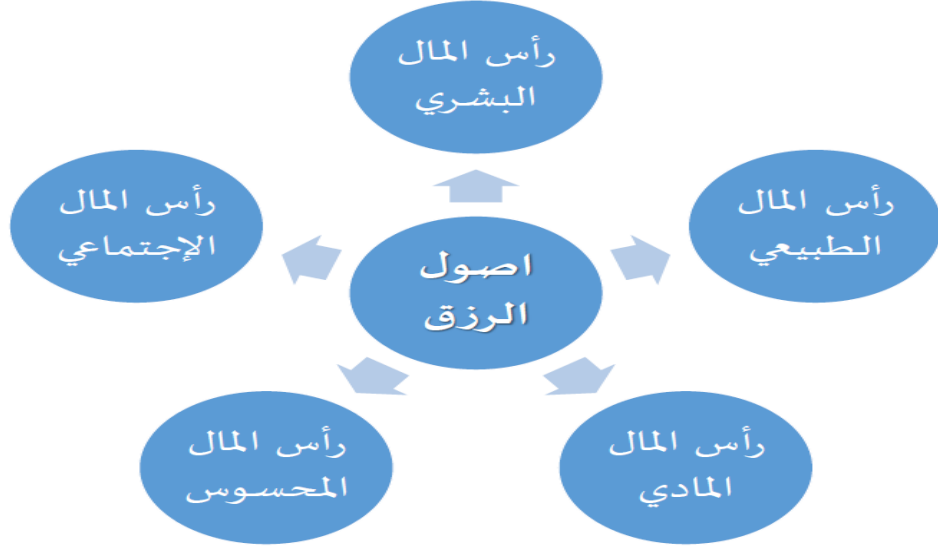 رأس المال
البشري
رأس المال
الطبيعي
رأس المال
الإجتماعي
اصول
الرزق
رأس المال
المادي
رأس المال
المحسوس